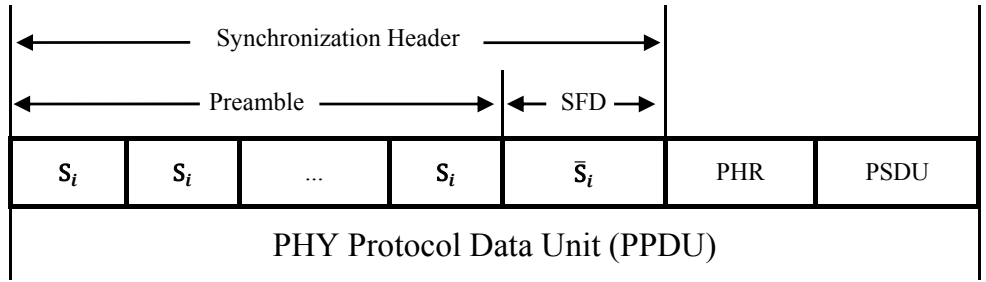 Synchronization Header
Preamble SFD
Sᵢ Sᵢ ... Sᵢ S̄ᵢ PHR PSDU
PHY Protocol Data Unit (PPDU)